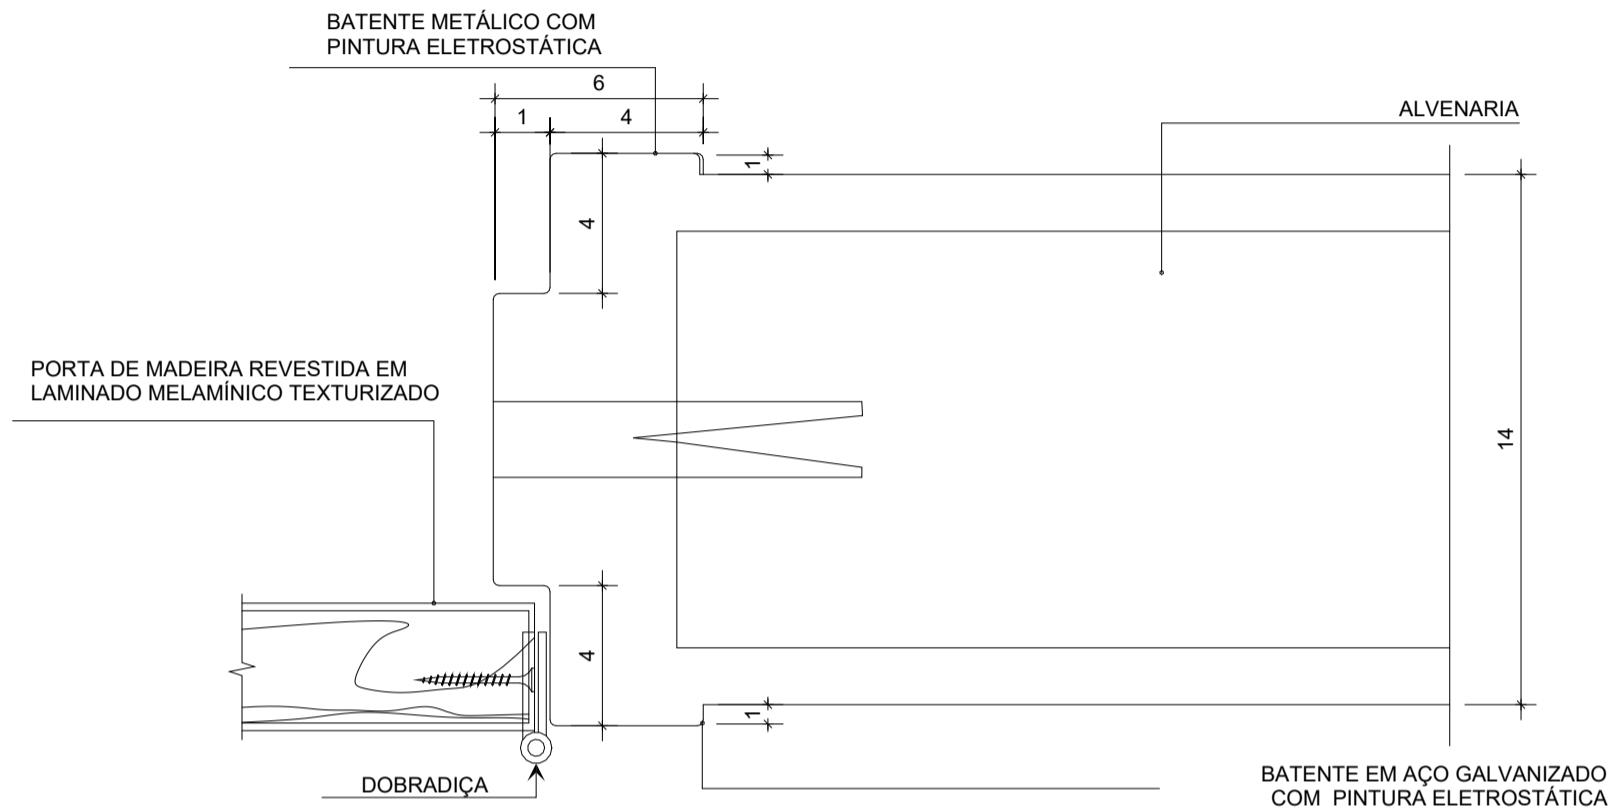 BATENTE METÁLICO COM
PINTURA ELETROSTÁTICA
6
1
4
ALVENARIA
1
4
PORTA DE MADEIRA REVESTIDA EM
LAMINADO MELAMÍNICO TEXTURIZADO
14
4
1
DOBRADIÇA
BATENTE EM AÇO GALVANIZADO
COM PINTURA ELETROSTÁTICA